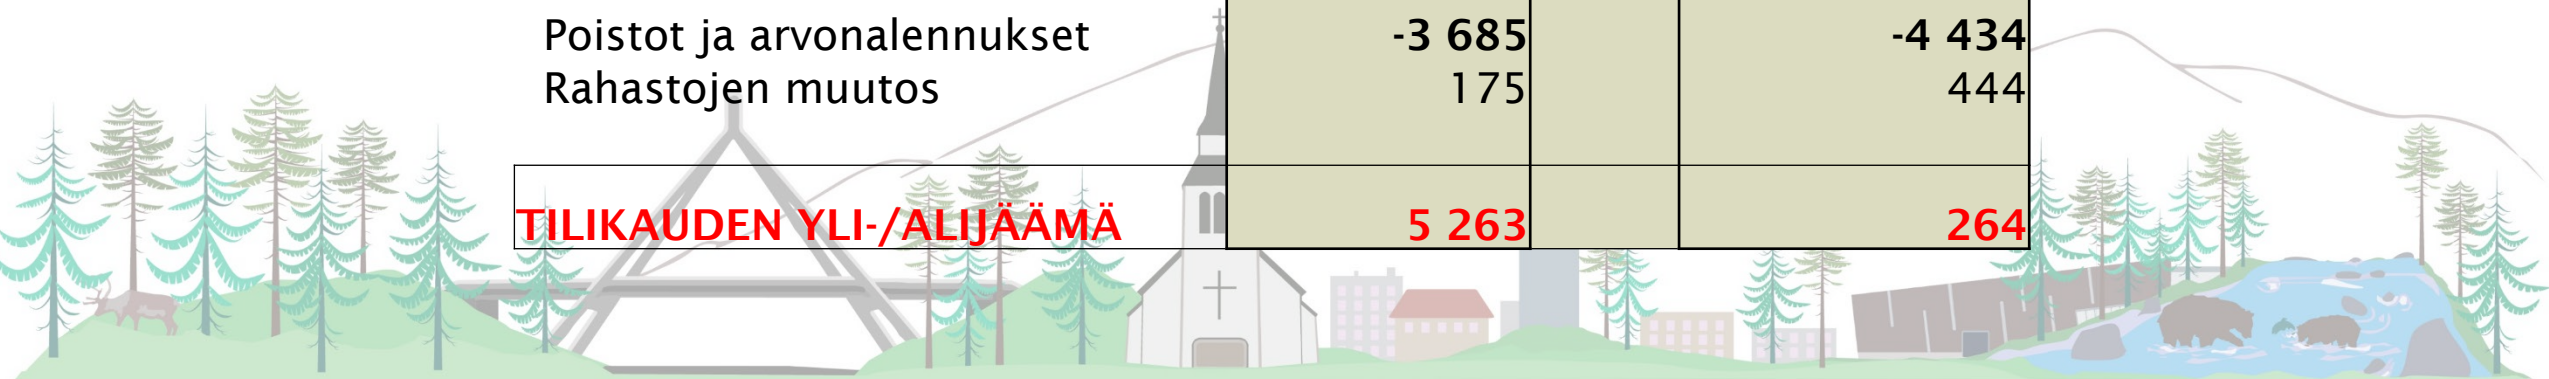 Poistot ja arvonalennukset -3 685 -4 434
Rahastojen muutos 175 444
TILIKAUDEN YLI-/ALIJÄÄMÄ 5 263 264